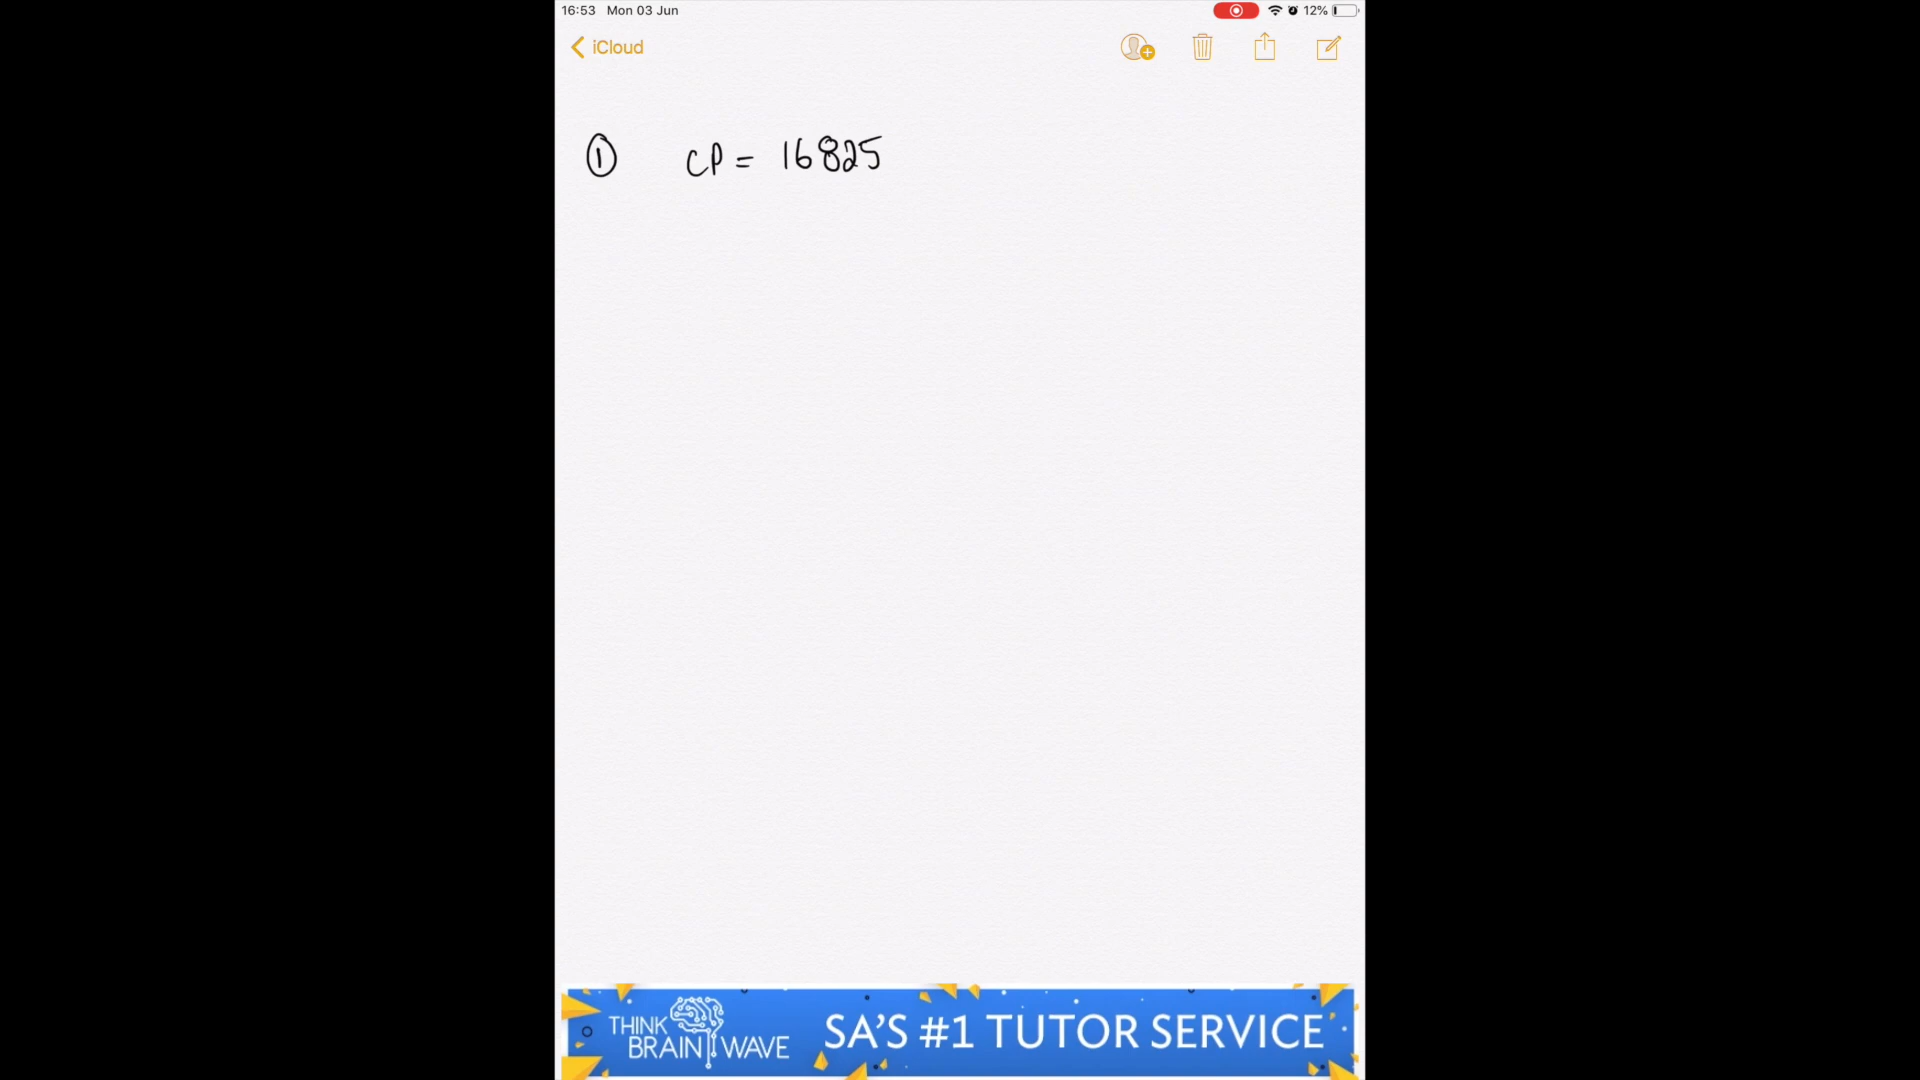 16:53 Mon 03 Jun 12%
iCloud
① CP = 16825
THINK BRAIN WAVE
SA'S #1 TUTOR SERVICE